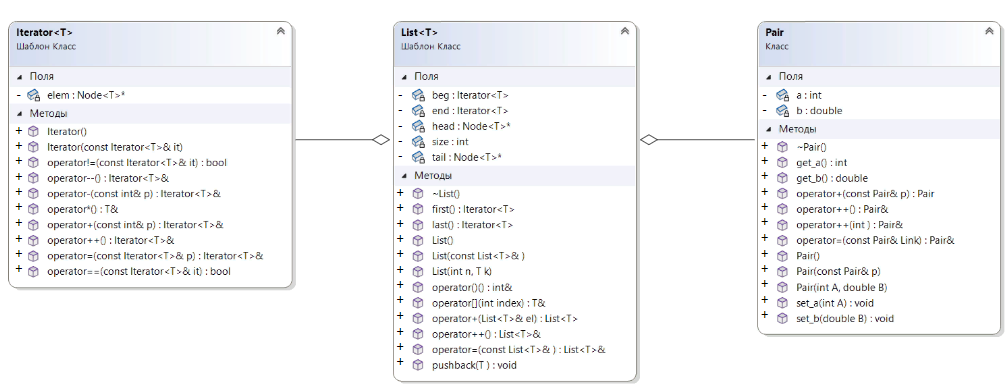 Iterator<T>
Шаблон Класс
Поля
- elem : Node<T>*
Методы
+ Iterator()
+ Iterator(const Iterator<T>& it)
+ operator!=(const Iterator<T>& it) : bool
+ operator--() : Iterator<T>&
+ operator-(const int& p) : Iterator<T>&
+ operator*() : T&
+ operator+(const int& p) : Iterator<T>&
+ operator++() : Iterator<T>&
+ operator=(const Iterator<T>& p) : Iterator<T>&
+ operator==(const Iterator<T>& it) : bool
List<T>
Шаблон Класс
Поля
- beg : Iterator<T>
- end : Iterator<T>
- head : Node<T>*
- size : int
- tail : Node<T>*
Методы
+ ~List()
+ first() : Iterator<T>
+ last() : Iterator<T>
+ List()
+ List(const List<T>& )
+ List(int n, T k)
+ operator()() : int&
+ operator[](int index) : T&
+ operator+(List<T>& el) : List<T>
+ operator++() : List<T>&
+ operator=(const List<T>& ) : List<T>&
+ pushback(T ) : void
Pair
Класс
Поля
- a : int
- b : double
Методы
+ ~Pair()
+ get_a() : int
+ get_b() : double
+ operator+(const Pair& p) : Pair
+ operator++() : Pair&
+ operator++(int ) : Pair&
+ operator=(const Pair& Link) : Pair&
+ Pair()
+ Pair(const Pair& p)
+ Pair(int A, double B)
+ set_a(int A) : void
+ set_b(double B) : void